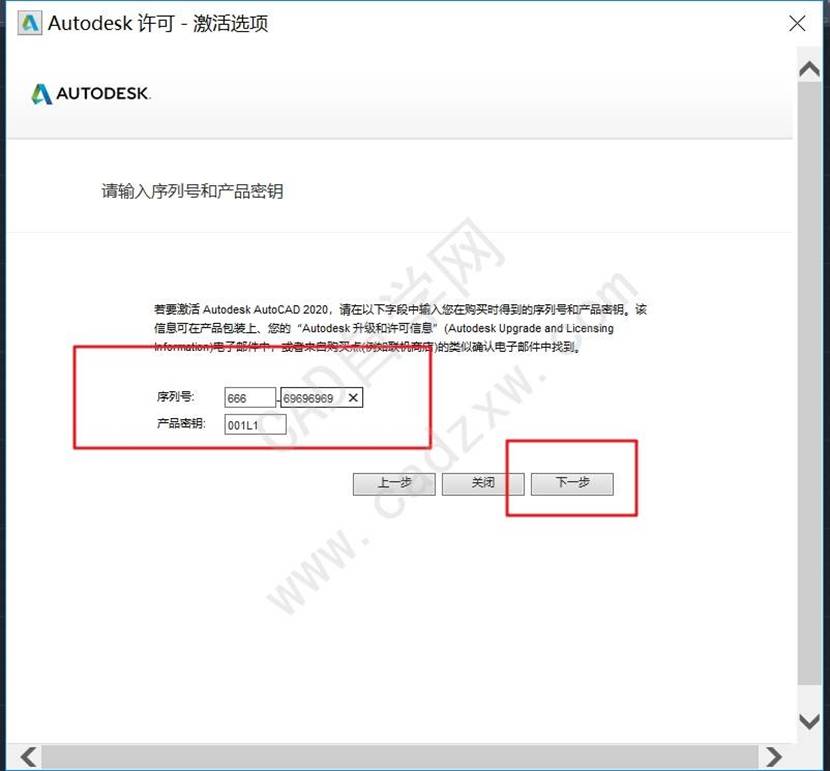 Autodesk 许可 - 激活选项
AUTODESK.
请输入序列号和产品密钥
若要激活 Autodesk AutoCAD 2020，请在以下字段中输入您在购买时得到的序列号和产品密钥。该
信息可在产品包装上、您的“Autodesk 升级和许可信息”(Autodesk Upgrade and Licensing
Information)电子邮件中，或者来自购买点(例如联机商店)的类似确认电子邮件中找到。
序列号: 666 - 69696969
产品密钥: 001L1
上一步 关闭 下一步
CAD自学网
www.cadzxw.com